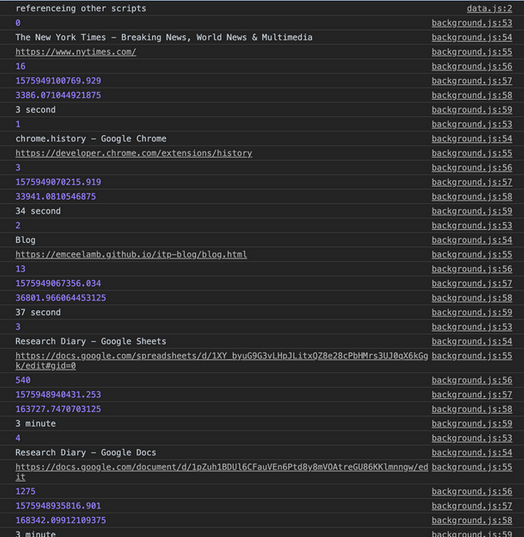 referencing other scripts data.js:2
0 background.js:53
The New York Times - Breaking News, World News & Multimedia background.js:54
https://www.nytimes.com/ background.js:55
16 background.js:56
1575949100769.929 background.js:57
3386.071044921875 background.js:58
3 second background.js:59
1 background.js:53
chrome.history - Google Chrome background.js:54
https://developer.chrome.com/extensions/history background.js:55
3 background.js:56
1575949070215.919 background.js:57
33941.0810546875 background.js:58
34 second background.js:59
2 background.js:53
Blog background.js:54
https://emceelamb.github.io/itp-blog/blog.html background.js:55
13 background.js:56
1575949067356.034 background.js:57
36801.966064453125 background.js:58
37 second background.js:59
3 background.js:53
Research Diary - Google Sheets background.js:54
https://docs.google.com/spreadsheets/d/1XY_byuG9G3vLHpJLitxQZ8e28cPbHMrs3UJ0qX6kGg background.js:55
k/edit#gid=0
540 background.js:56
1575948940431.253 background.js:57
163727.7470703125 background.js:58
3 minute background.js:59
4 background.js:53
Research Diary - Google Docs background.js:54
https://docs.google.com/document/d/1pZuh1BDUl6CFauVEn6Ptd8y8mVOAtreGU86KKlmnngw/ed background.js:55
it
1275 background.js:56
1575948935816.901 background.js:57
168342.09912109375 background.js:58
3 minute background.js:59